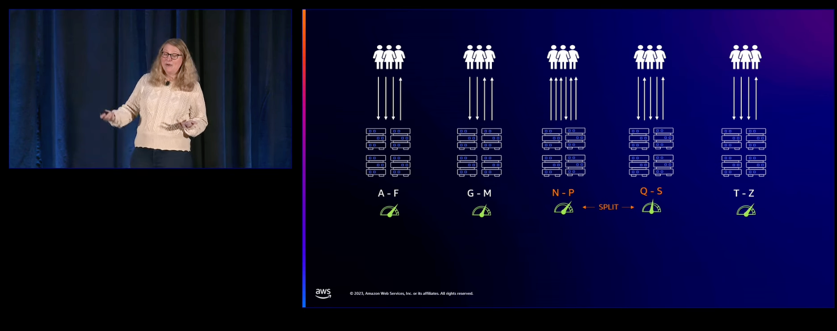 A - F
G - M
N - P
Q - S
T - Z
SPLIT
aws
© 2023, Amazon Web Services, Inc. or its affiliates. All rights reserved.